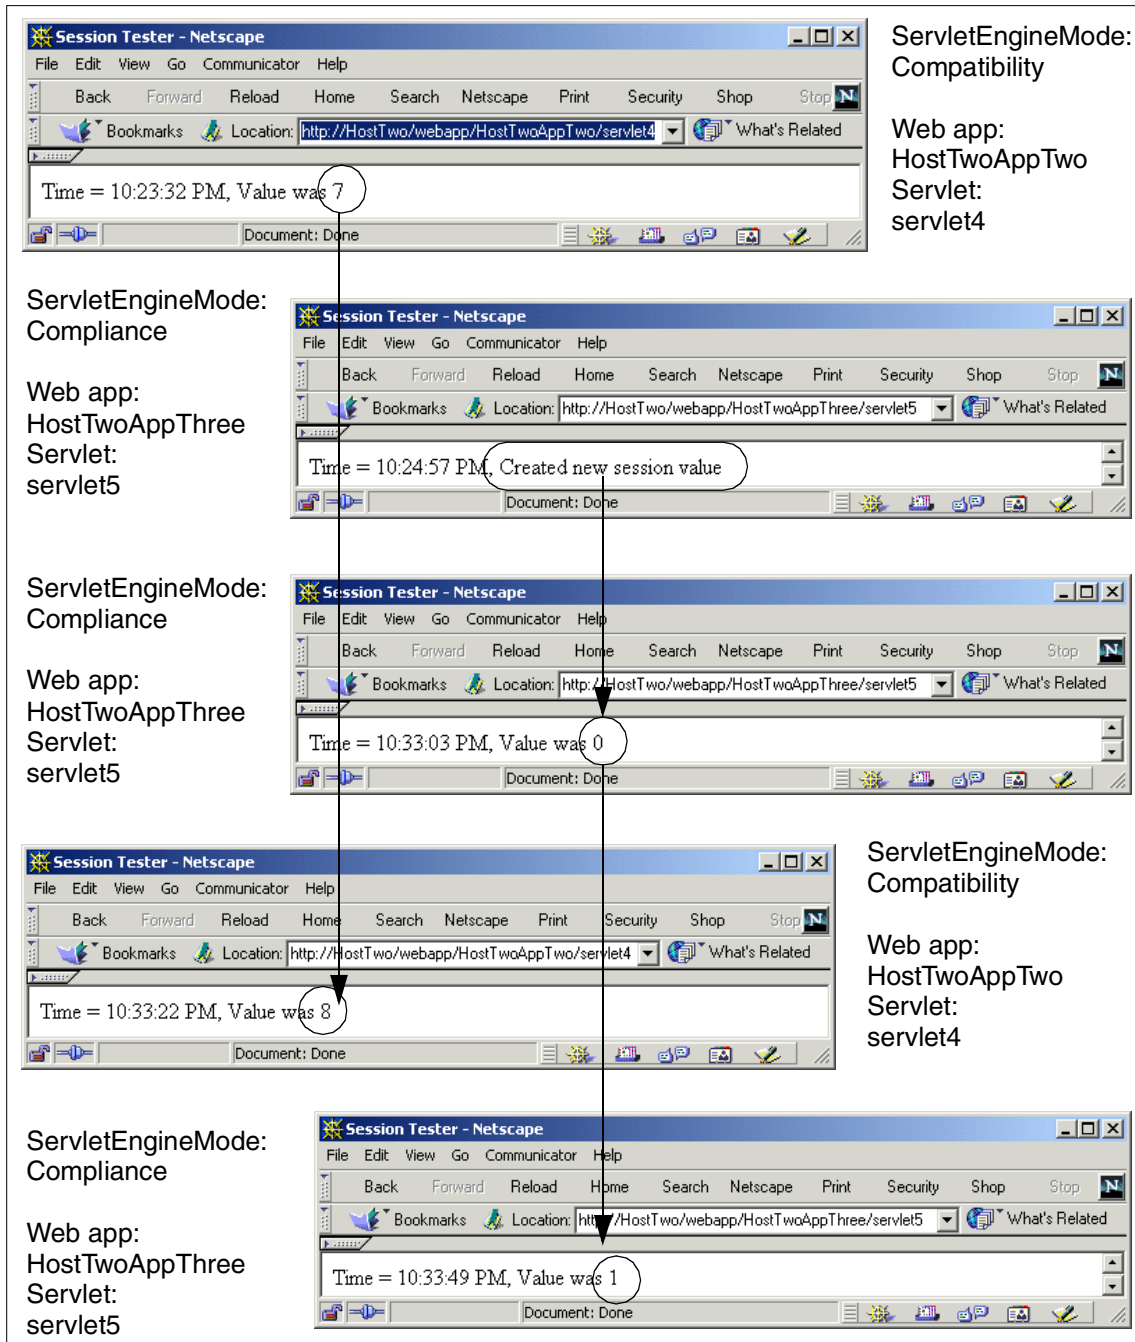 Session Tester - Netscape
File Edit View Go Communicator Help
Back Forward Reload Home Search Netscape Print Security Shop Stop N
Bookmarks Location: http://HostTwo/webapp/HostTwoAppTwo/servlet4 What's Related
Time = 10:23:32 PM, Value was 7
Document: Done
ServletEngineMode:
Compatibility
Web app:
HostTwoAppTwo
Servlet:
servlet4
ServletEngineMode:
Compliance
Web app:
HostTwoAppThree
Servlet:
servlet5
Session Tester - Netscape
File Edit View Go Communicator Help
Back Forward Reload Home Search Netscape Print Security Shop Stop N
Bookmarks Location: http://HostTwo/webapp/HostTwoAppThree/servlet5 What's Related
Time = 10:24:57 PM, Created new session value
Document: Done
ServletEngineMode:
Compliance
Web app:
HostTwoAppThree
Servlet:
servlet5
Session Tester - Netscape
File Edit View Go Communicator Help
Back Forward Reload Home Search Netscape Print Security Shop Stop N
Bookmarks Location: http://HostTwo/webapp/HostTwoAppThree/servlet5 What's Related
Time = 10:33:03 PM, Value was 0
Document: Done
Session Tester - Netscape
File Edit View Go Communicator Help
Back Forward Reload Home Search Netscape Print Security Shop Stop N
Bookmarks Location: http://HostTwo/webapp/HostTwoAppTwo/servlet4 What's Related
Time = 10:33:22 PM, Value was 8
Document: Done
ServletEngineMode:
Compatibility
Web app:
HostTwoAppTwo
Servlet:
servlet4
ServletEngineMode:
Compliance
Web app:
HostTwoAppThree
Servlet:
servlet5
Session Tester - Netscape
File Edit View Go Communicator Help
Back Forward Reload Home Search Netscape Print Security Shop Stop N
Bookmarks Location: http://HostTwo/webapp/HostTwoAppThree/servlet5 What's Related
Time = 10:33:49 PM, Value was 1
Document: Done